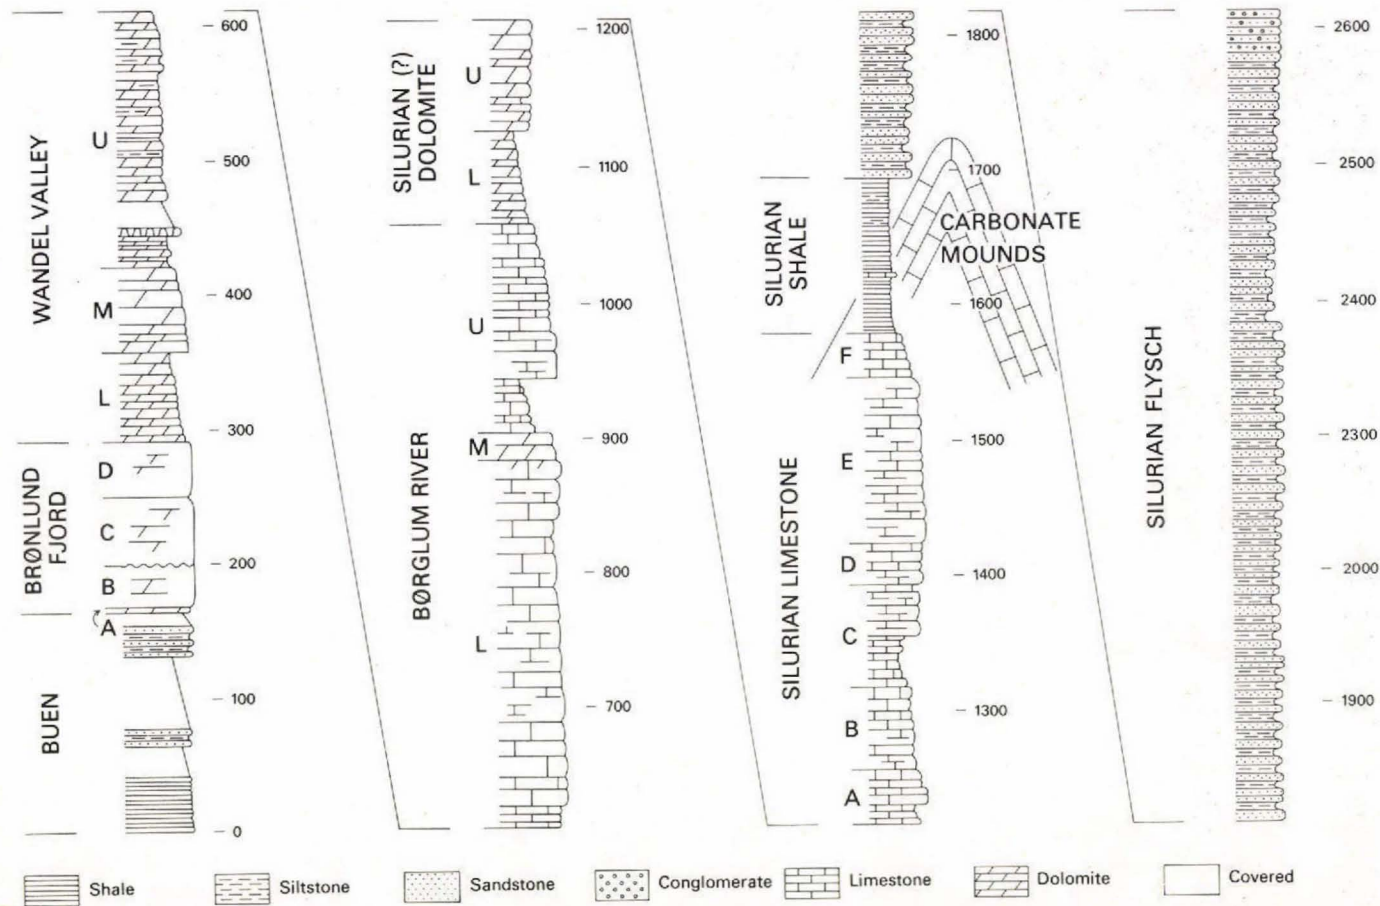 WANDEL VALLEY
U
M
L
BRØNLUND
FJORD
D
C
B
A
BUEN
600
500
400
300
200
100
0
SILURIAN (?)
DOLOMITE
U
L
BØRGLUM RIVER
U
M
L
1200
1100
1000
900
800
700
SILURIAN
SHALE
CARBONATE
MOUNDS
SILURIAN LIMESTONE
F
E
D
C
B
A
1800
1700
1600
1500
1400
1300
SILURIAN FLYSCH
2610
2500
2400
2300
2000
1900
Shale
Siltstone
Sandstone
Conglomerate
Limestone
Dolomite
Covered